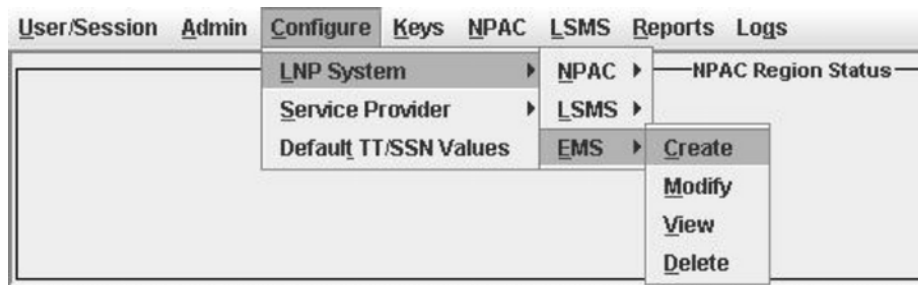 User/Session Admin Configure Keys NPAC LSMS Reports Logs
LNP System NPAC NPAC Region Status
Service Provider LSMS
Default TT/SSN Values EMS Create
Modify
View
Delete